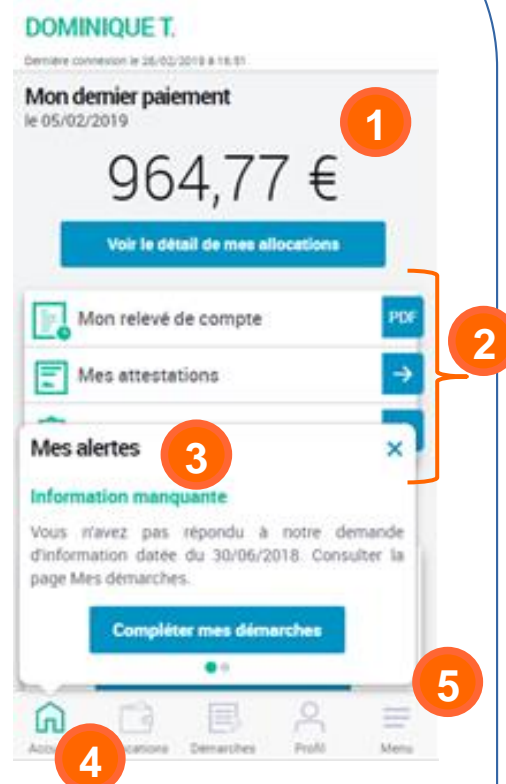 DOMINIQUE T.
Dernière connexion le 26/02/2019 à 16:51
Mon dernier paiement
le 05/02/2019
1
964,77 €
Voir le détail de mes allocations
Mon relevé de compte
PDF
2
Mes attestations
Mes alertes
3
Information manquante
Vous n'avez pas répondu à notre demande
d'information datée du 30/06/2018. Consulter la
page Mes démarches.
Compléter mes démarches
5
Démarches
Profil
Menu
4